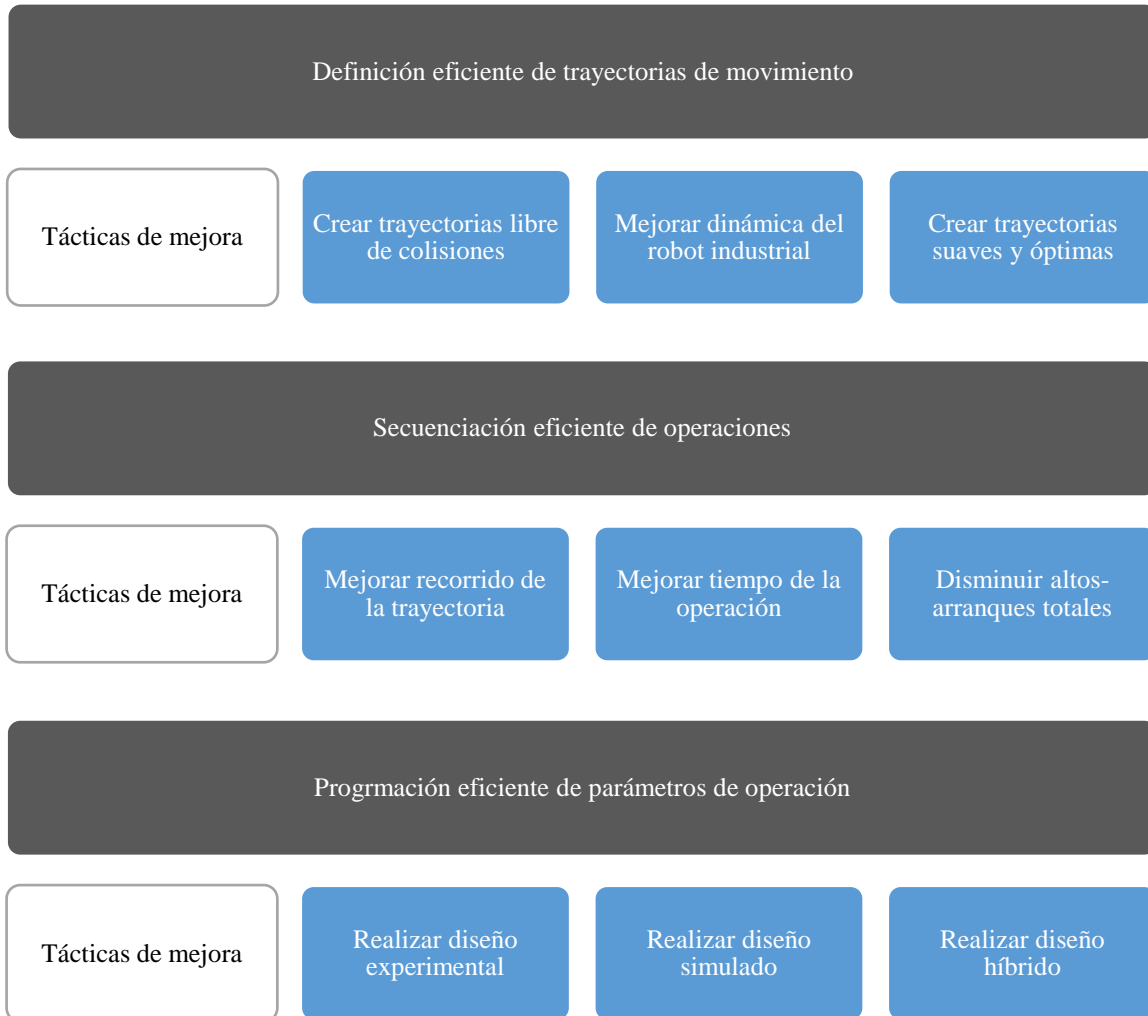 Definición eficiente de trayectorias de movimiento
Tácticas de mejora
Crear trayectorias libre
de colisiones
Mejorar dinámica del
robot industrial
Crear trayectorias
suaves y óptimas
Secuenciación eficiente de operaciones
Tácticas de mejora
Mejorar recorrido de
la trayectoria
Mejorar tiempo de la
operación
Disminuir altos-
arranques totales
Progrmación eficiente de parámetros de operación
Tácticas de mejora
Realizar diseño
experimental
Realizar diseño
simulado
Realizar diseño
híbrido